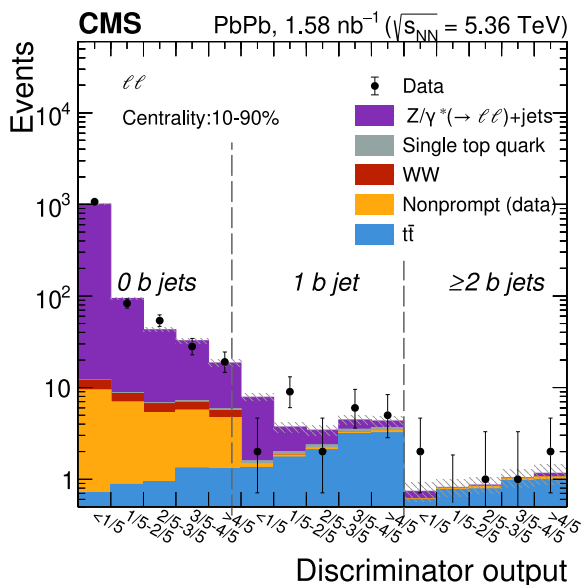 CMS PbPb, 1.58 nb⁻¹ (√s_NN = 5.36 TeV)
Events
ℓℓ
Centrality:10-90%
Data
Z/γ*(→ ℓℓ)+jets
Single top quark
WW
Nonprompt (data)
tt̄
10⁴
10³
10²
10
1
0 b jets
1 b jet
≥2 b jets
<1/5 1/5-2/5 2/5-3/5 3/5-4/5 >4/5 <1/5 1/5-2/5 2/5-3/5 3/5-4/5 >4/5 <1/5 1/5-2/5 2/5-3/5 3/5-4/5 >4/5
Discriminator output